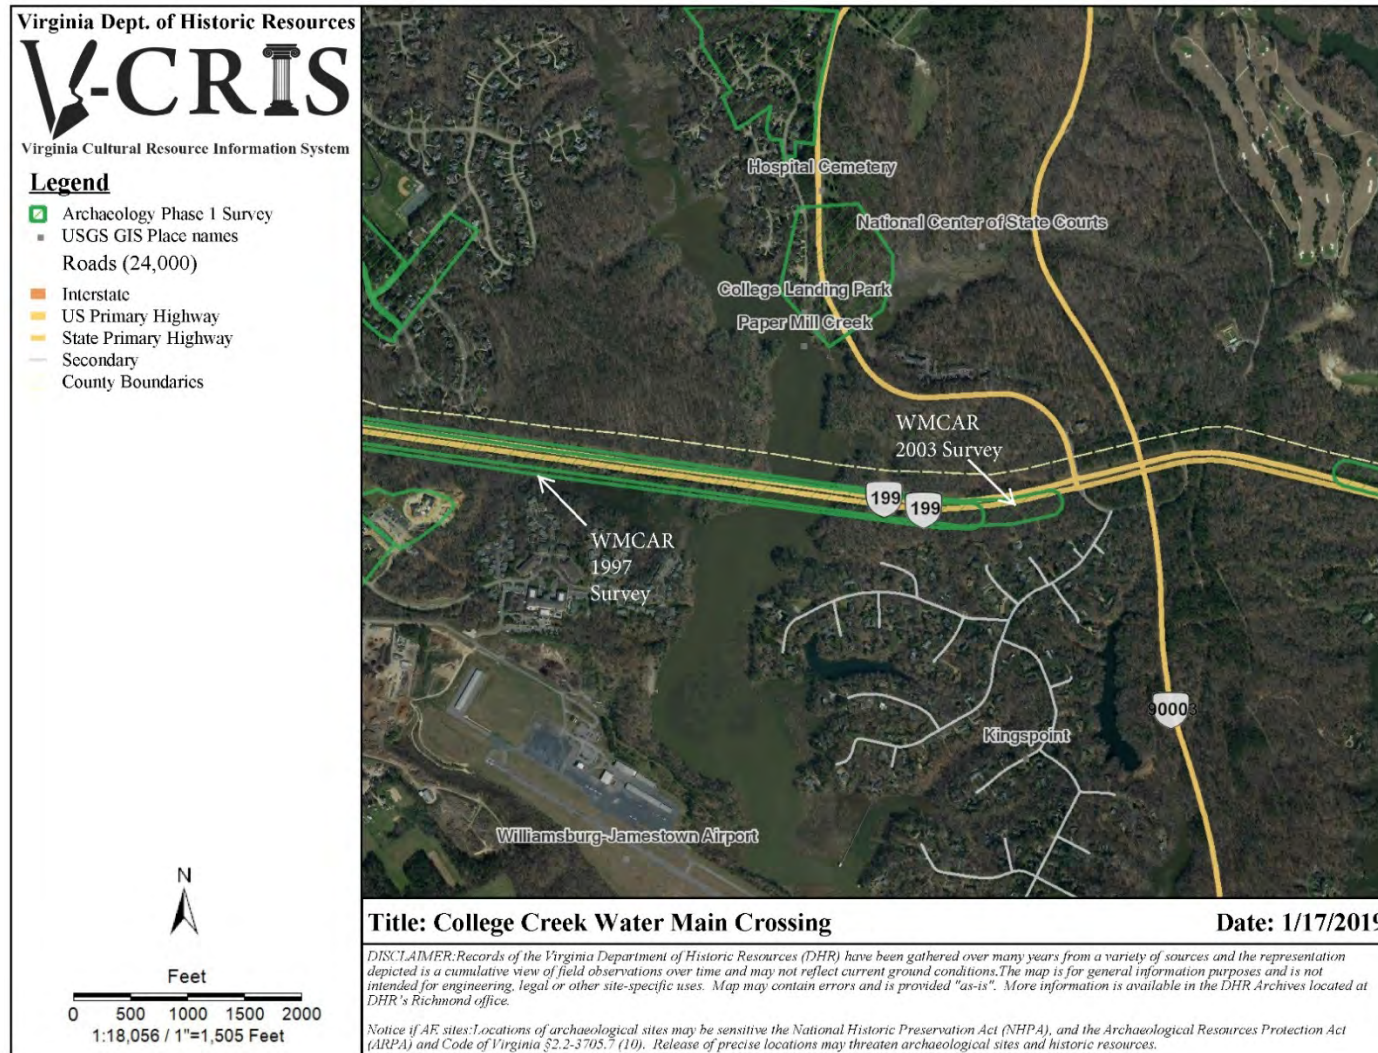 Virginia Dept. of Historic Resources
V-CRIS
Virginia Cultural Resource Information System
Legend
Archaeology Phase 1 Survey
USGS GIS Place names
Roads (24,000)
Interstate
US Primary Highway
State Primary Highway
Secondary
County Boundaries
N
Feet
0 500 1000 1500 2000
1:18,056 / 1"=1,505 Feet
Hospital Cemetery
National Center of State Courts
College Landing Park
Paper Mill Creek
WMCAR
2003 Survey
199
199
WMCAR
1997
Survey
90003
Kingspoint
Williamsburg-Jamestown Airport
Title: College Creek Water Main Crossing
Date: 1/17/2019
DISCLAIMER:Records of the Virginia Department of Historic Resources (DHR) have been gathered over many years from a variety of sources and the representation
depicted is a cumulative view of field observations over time and may not reflect current ground conditions.The map is for general information purposes and is not
intended for engineering, legal or other site-specific uses. Map may contain errors and is provided "as-is". More information is available in the DHR Archives located at
DHR's Richmond office.
Notice if AE sites:Locations of archaeological sites may be sensitive the National Historic Preservation Act (NHPA), and the Archaeological Resources Protection Act
(ARPA) and Code of Virginia §2.2-3705.7 (10). Release of precise locations may threaten archaeological sites and historic resources.